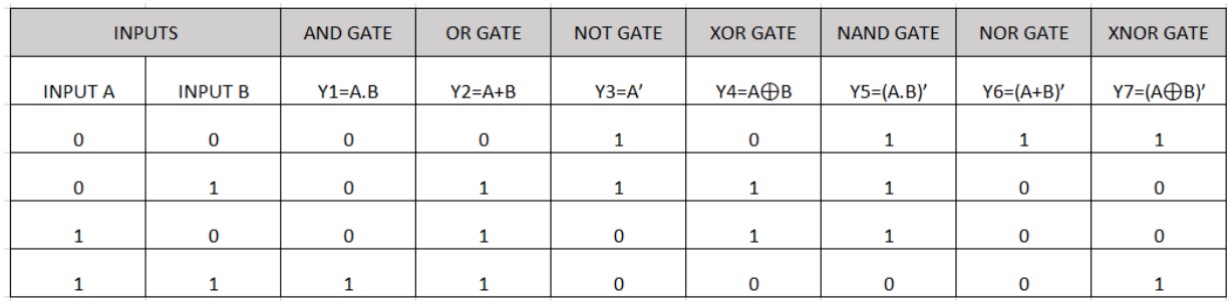 INPUTS AND GATE OR GATE NOT GATE XOR GATE NAND GATE NOR GATE XNOR GATE
INPUT A INPUT B Y1=A.B Y2=A+B Y3=A′ Y4=A⨁B Y5=(A.B)′ Y6=(A+B)′ Y7=(A⨁B)′
0 0 0 0 1 0 1 1 1
0 1 0 1 1 1 1 0 0
1 0 0 1 0 1 1 0 0
1 1 1 1 0 0 0 0 1